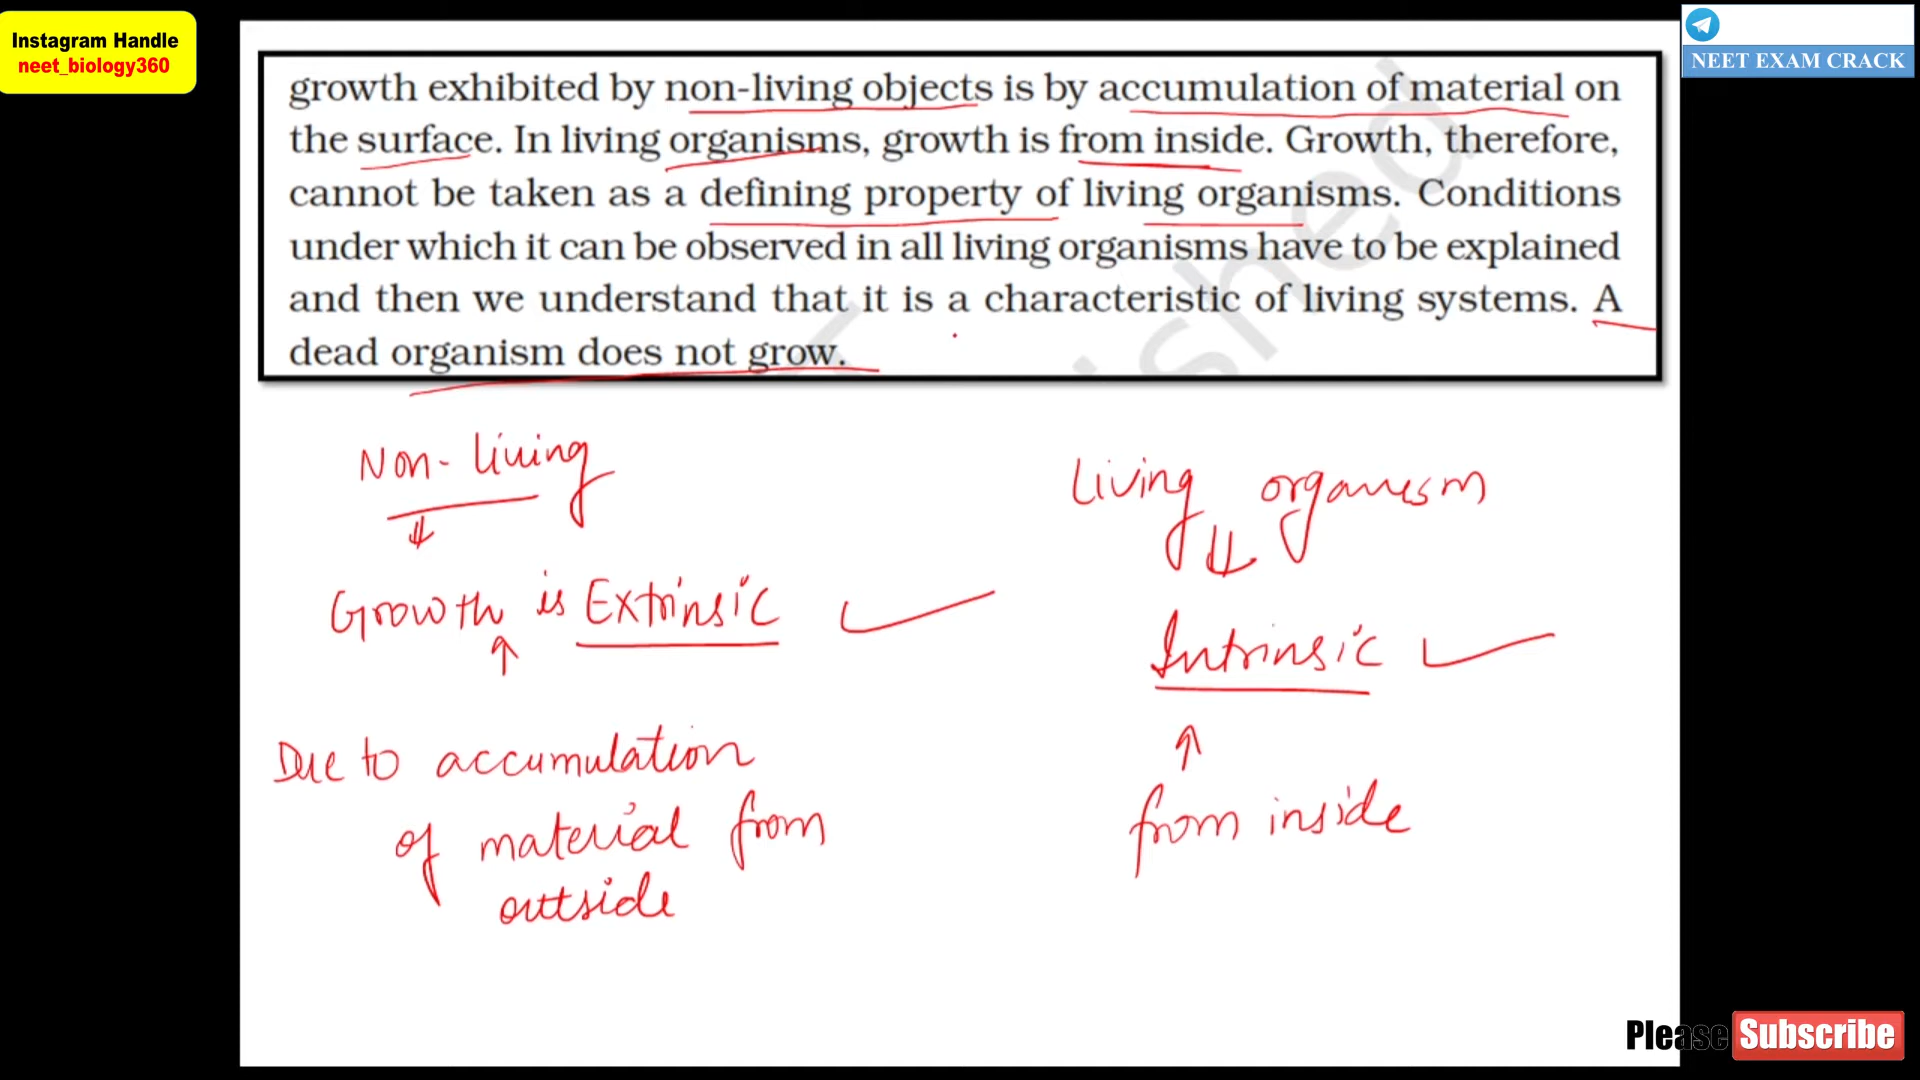 Instagram Handle
neet_biology360
NEET EXAM CRACK
growth exhibited by non-living objects is by accumulation of material on
the surface. In living organisms, growth is from inside. Growth, therefore,
cannot be taken as a defining property of living organisms. Conditions
under which it can be observed in all living organisms have to be explained
and then we understand that it is a characteristic of living systems. A
dead organism does not grow.
Non-living
Growth is Extrinsic
Due to accumulation
of material from
outside
Living organism
Intrinsic
from inside
Please Subscribe